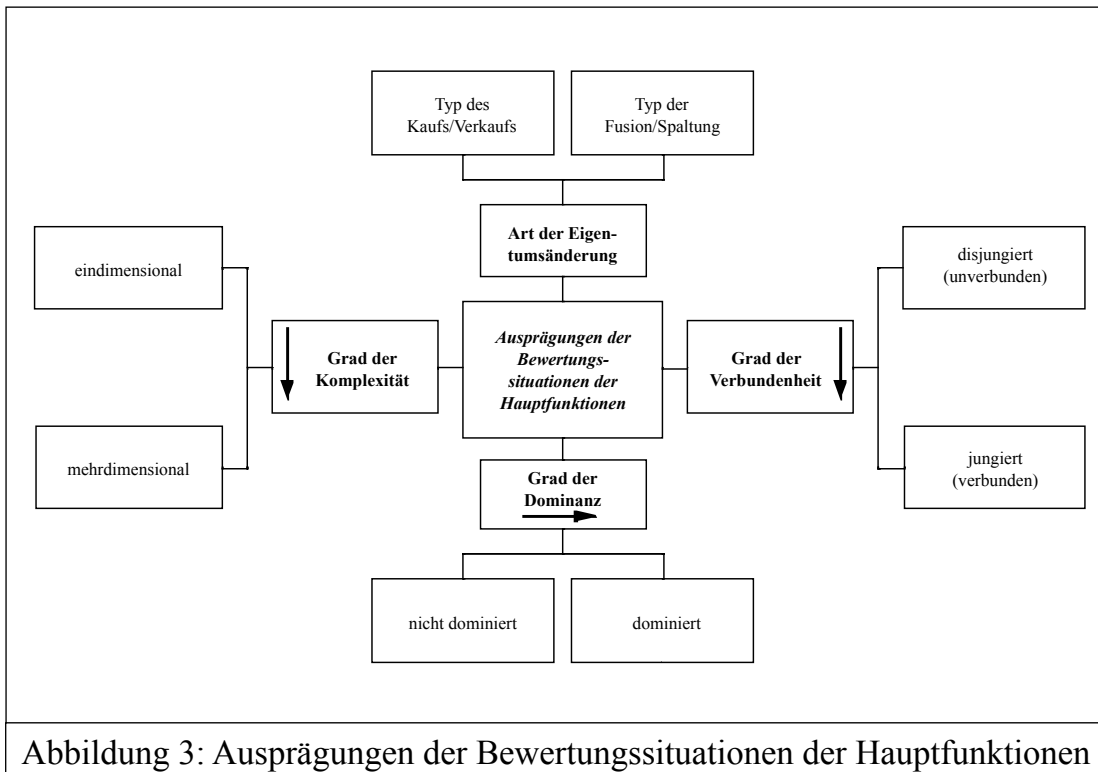 Typ des
Kaufs/Verkaufs
Typ der
Fusion/Spaltung
Art der Eigen-
tumsänderung
eindimensional
disjungiert
(unverbunden)
Grad der
Komplexität
Ausprägungen der
Bewertungs-
situationen der
Hauptfunktionen
Grad der
Verbundenheit
mehrdimensional
jungiert
(verbunden)
Grad der
Dominanz
nicht dominiert
dominiert
Abbildung 3: Ausprägungen der Bewertungssituationen der Hauptfunktionen